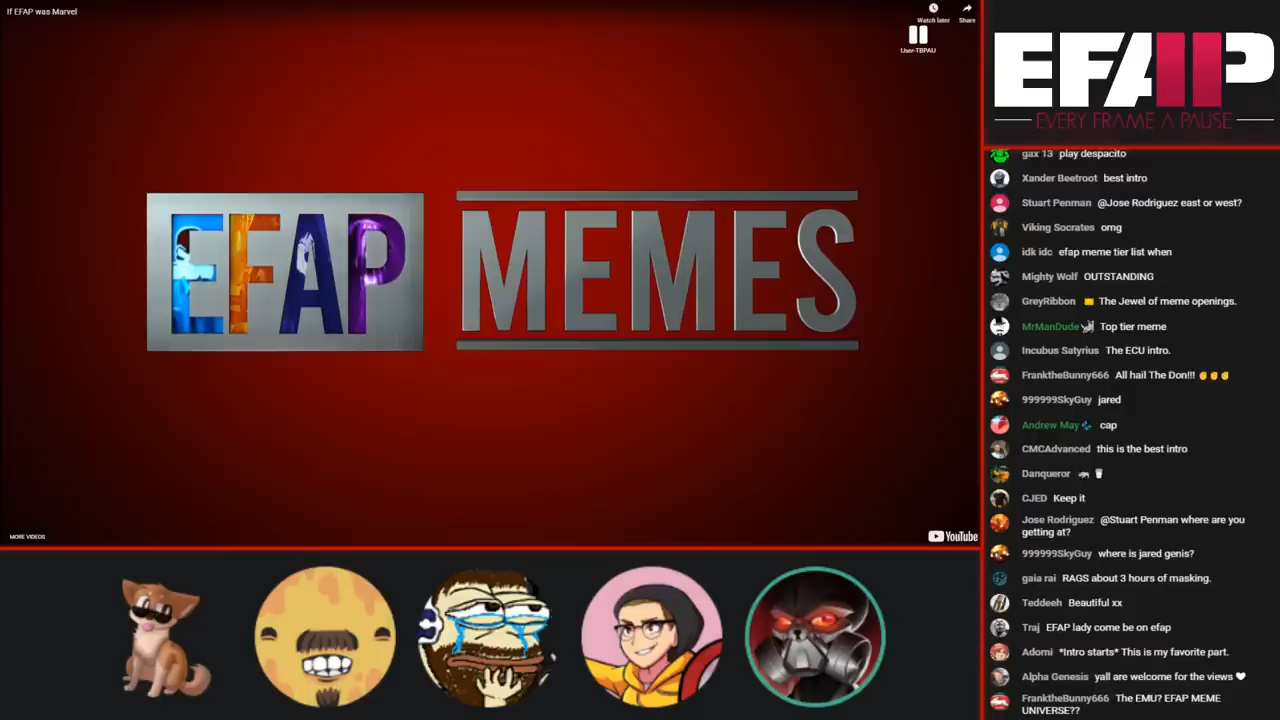 If EFAP was Marvel
Watch later
Share
User-TBPAU
EFAP MEMES
MORE VIDEOS
YouTube
EFAP
EVERY FRAME A PAUSE
gax 13 play despacito
Xander Beetroot best intro
Stuart Penman @Jose Rodriguez east or west?
Viking Socrates omg
idk idc efap meme tier list when
Mighty Wolf OUTSTANDING
GreyRibbon The Jewel of meme openings.
MrManDude Top tier meme
Incubus Satyrius The ECU intro.
FranktheBunny666 All hail The Don!!!
999999SkyGuy jared
Andrew May cap
CMCAdvanced this is the best intro
Danqueror
CJED Keep it
Jose Rodriguez @Stuart Penman where are you
getting at?
999999SkyGuy where is jared genis?
gaia rai RAGS about 3 hours of masking.
Teddeeh Beautiful xx
Traj EFAP lady come be on efap
Adorni *Intro starts* This is my favorite part.
Alpha Genesis yall are welcome for the views
FranktheBunny666 The EMU? EFAP MEME
UNIVERSE??